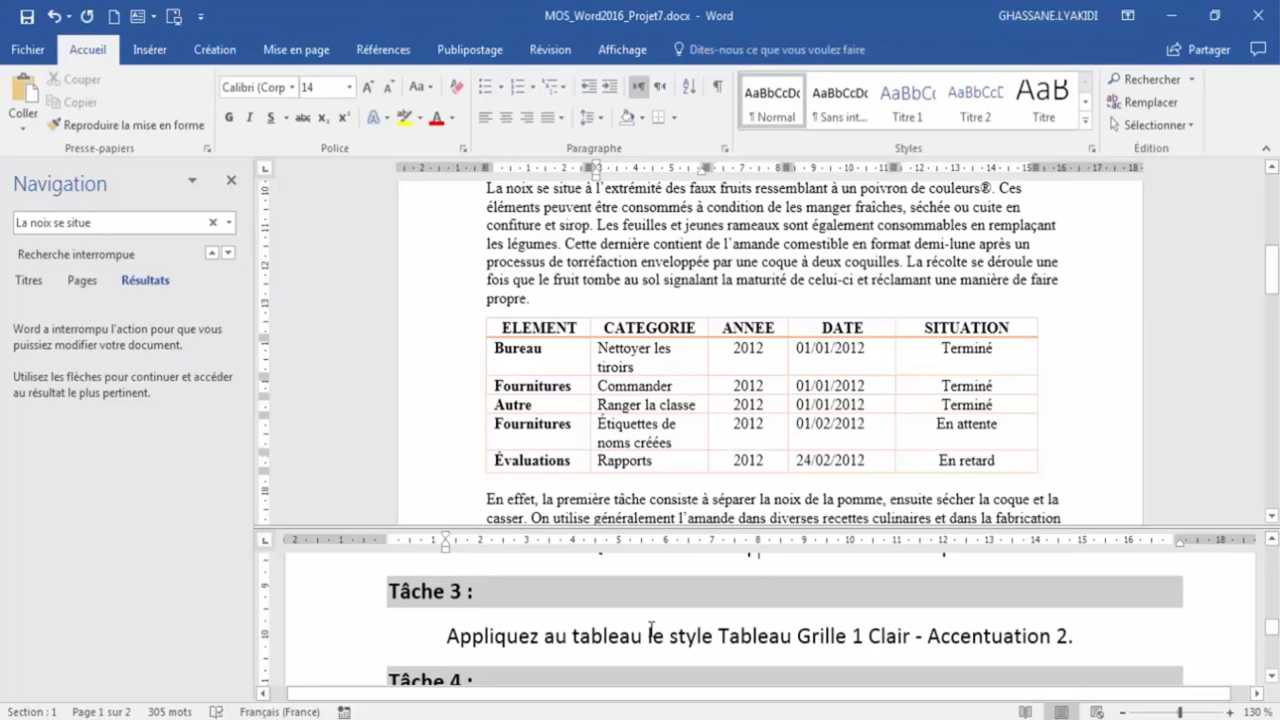 MOS_Word2016_Projet7.docx - Word
GHASSANE.LYAKIDI
Fichier Accueil Insérer Création Mise en page Références Publipostage Révision Affichage Dites-nous ce que vous voulez faire Partager
Coller
Couper
Copier
Reproduire la mise en forme
Presse-papiers
Calibri (Corp 14
Police
Paragraphe
AaBbCcDc AaBbCcDc AaBbCc AaBbCcC AaB
¶ Normal ¶ Sans int... Titre 1 Titre 2 Titre
Styles
Rechercher
Remplacer
Sélectionner
Édition
Navigation
La noix se situe
Recherche interrompue
Titres Pages Résultats
Word a interrompu l'action pour que vous
puissiez modifier votre document.
Utilisez les flèches pour continuer et accéder
au résultat le plus pertinent.
La noix se situe à l'extrémité des faux fruits ressemblant à un poivron de couleurs®. Ces
éléments peuvent être consommés à condition de les manger fraîches, séchée ou cuite en
confiture et sirop. Les feuilles et jeunes rameaux sont également consommables en remplaçant
les légumes. Cette dernière contient de l'amande comestible en format demi-lune après un
processus de torréfaction enveloppée par une coque à deux coquilles. La récolte se déroule une
fois que le fruit tombe au sol signalant la maturité de celui-ci et réclamant une manière de faire
propre.
ELEMENT CATEGORIE ANNEE DATE SITUATION
Bureau Nettoyer les tiroirs 2012 01/01/2012 Terminé
Fournitures Commander 2012 01/01/2012 Terminé
Autre Ranger la classe 2012 01/01/2012 Terminé
Fournitures Étiquettes de noms créées 2012 01/02/2012 En attente
Évaluations Rapports 2012 24/02/2012 En retard
En effet, la première tâche consiste à séparer la noix de la pomme, ensuite sécher la coque et la
casser. On utilise généralement l'amande dans diverses recettes culinaires et dans la fabrication
Tâche 3 :
Appliquez au tableau le style Tableau Grille 1 Clair - Accentuation 2.
Tâche 4 :
Section : 1 Page 1 sur 2 305 mots Français (France) 130 %